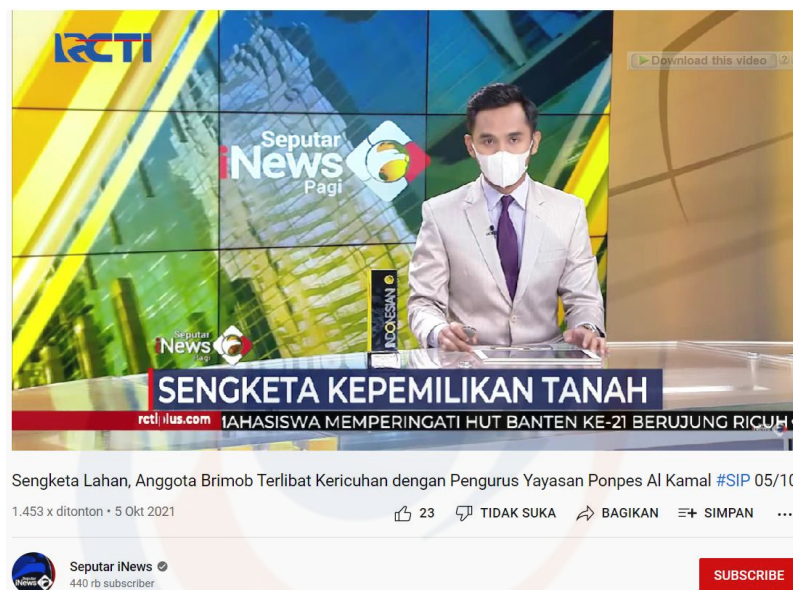 RCTI
Download this video
Seputar
iNews
Pagi
INDONESIAN
Seputar
iNews
Pagi
SENGKETA KEPEMILIKAN TANAH
rctiplus.com MAHASISWA MEMPERINGATI HUT BANTEN KE-21 BERUJUNG RICUH
Sengketa Lahan, Anggota Brimob Terlibat Kericuhan dengan Pengurus Yayasan Ponpes Al Kamal #SIP 05/10
1.453 x ditonton • 5 Okt 2021 23 TIDAK SUKA BAGIKAN SIMPAN ...
Seputar iNews
440 rb subscriber
SUBSCRIBE